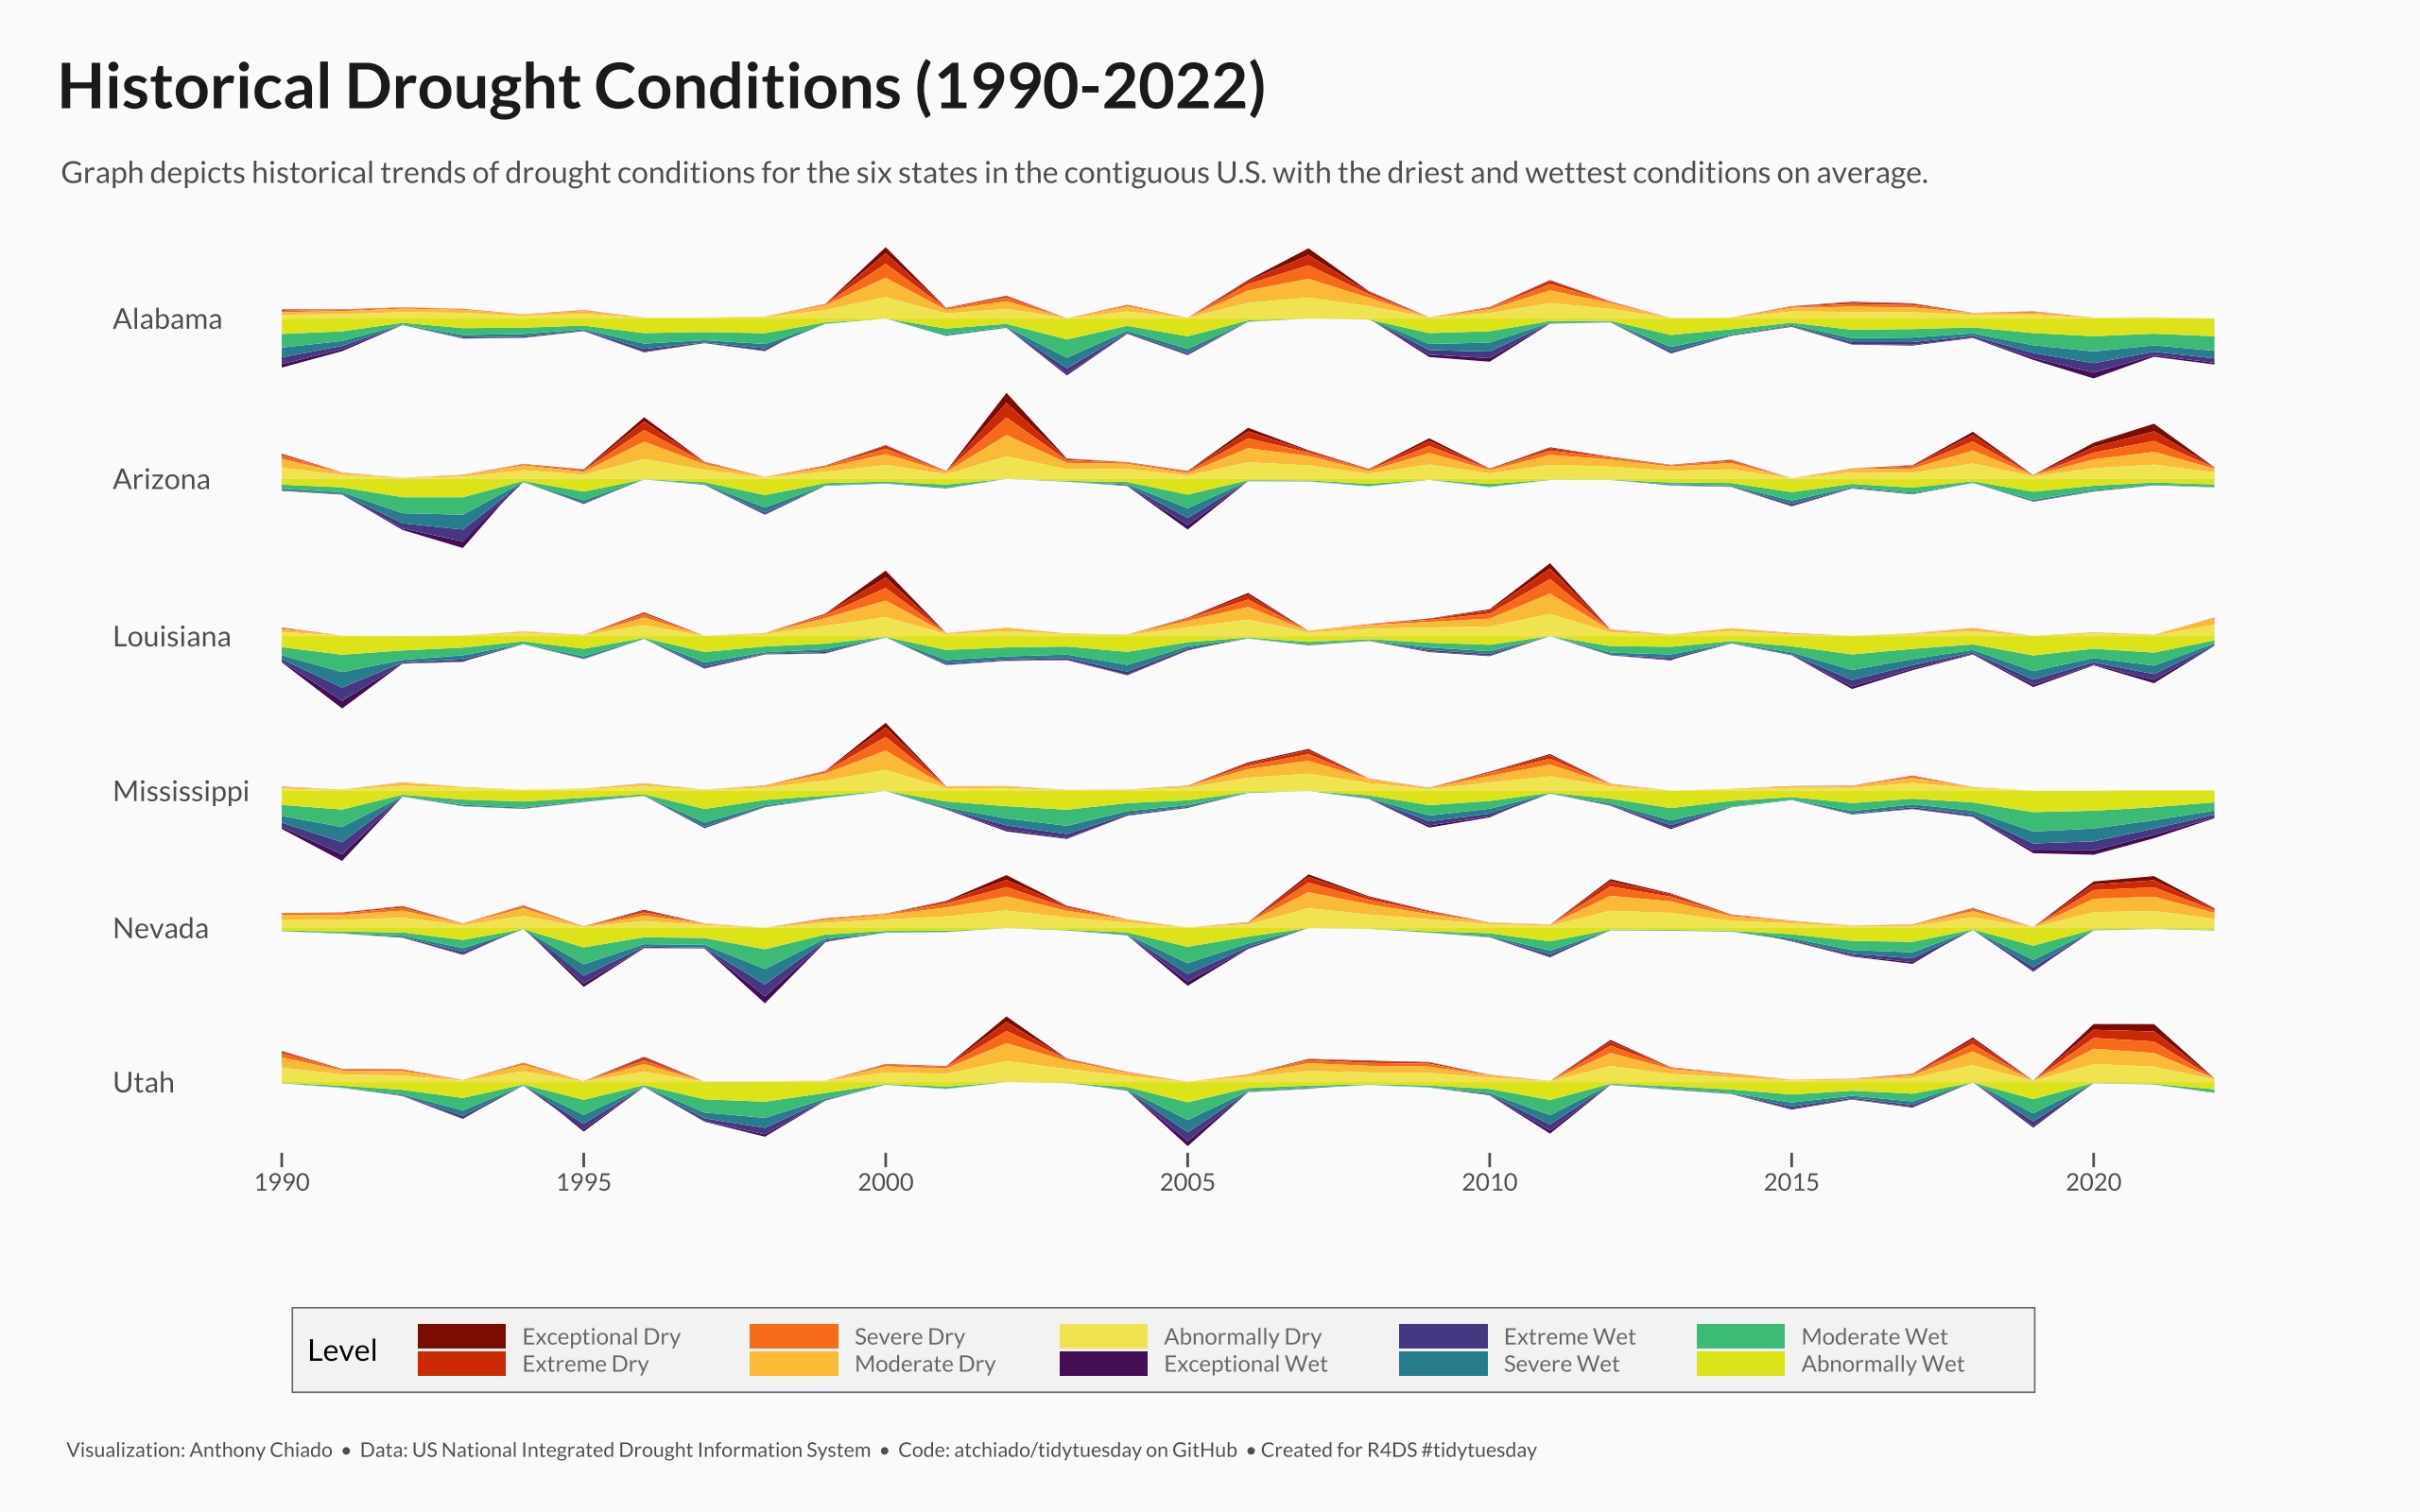 Historical Drought Conditions (1990-2022)
Graph depicts historical trends of drought conditions for the six states in the contiguous U.S. with the driest and wettest conditions on average.
Alabama
Arizona
Louisiana
Mississippi
Nevada
Utah
1990 1995 2000 2005 2010 2015 2020
Level
Exceptional Dry Severe Dry Abnormally Dry Extreme Wet Moderate Wet
Extreme Dry Moderate Dry Exceptional Wet Severe Wet Abnormally Wet
Visualization: Anthony Chiado • Data: US National Integrated Drought Information System • Code: atchiado/tidytuesday on GitHub • Created for R4DS #tidytuesday